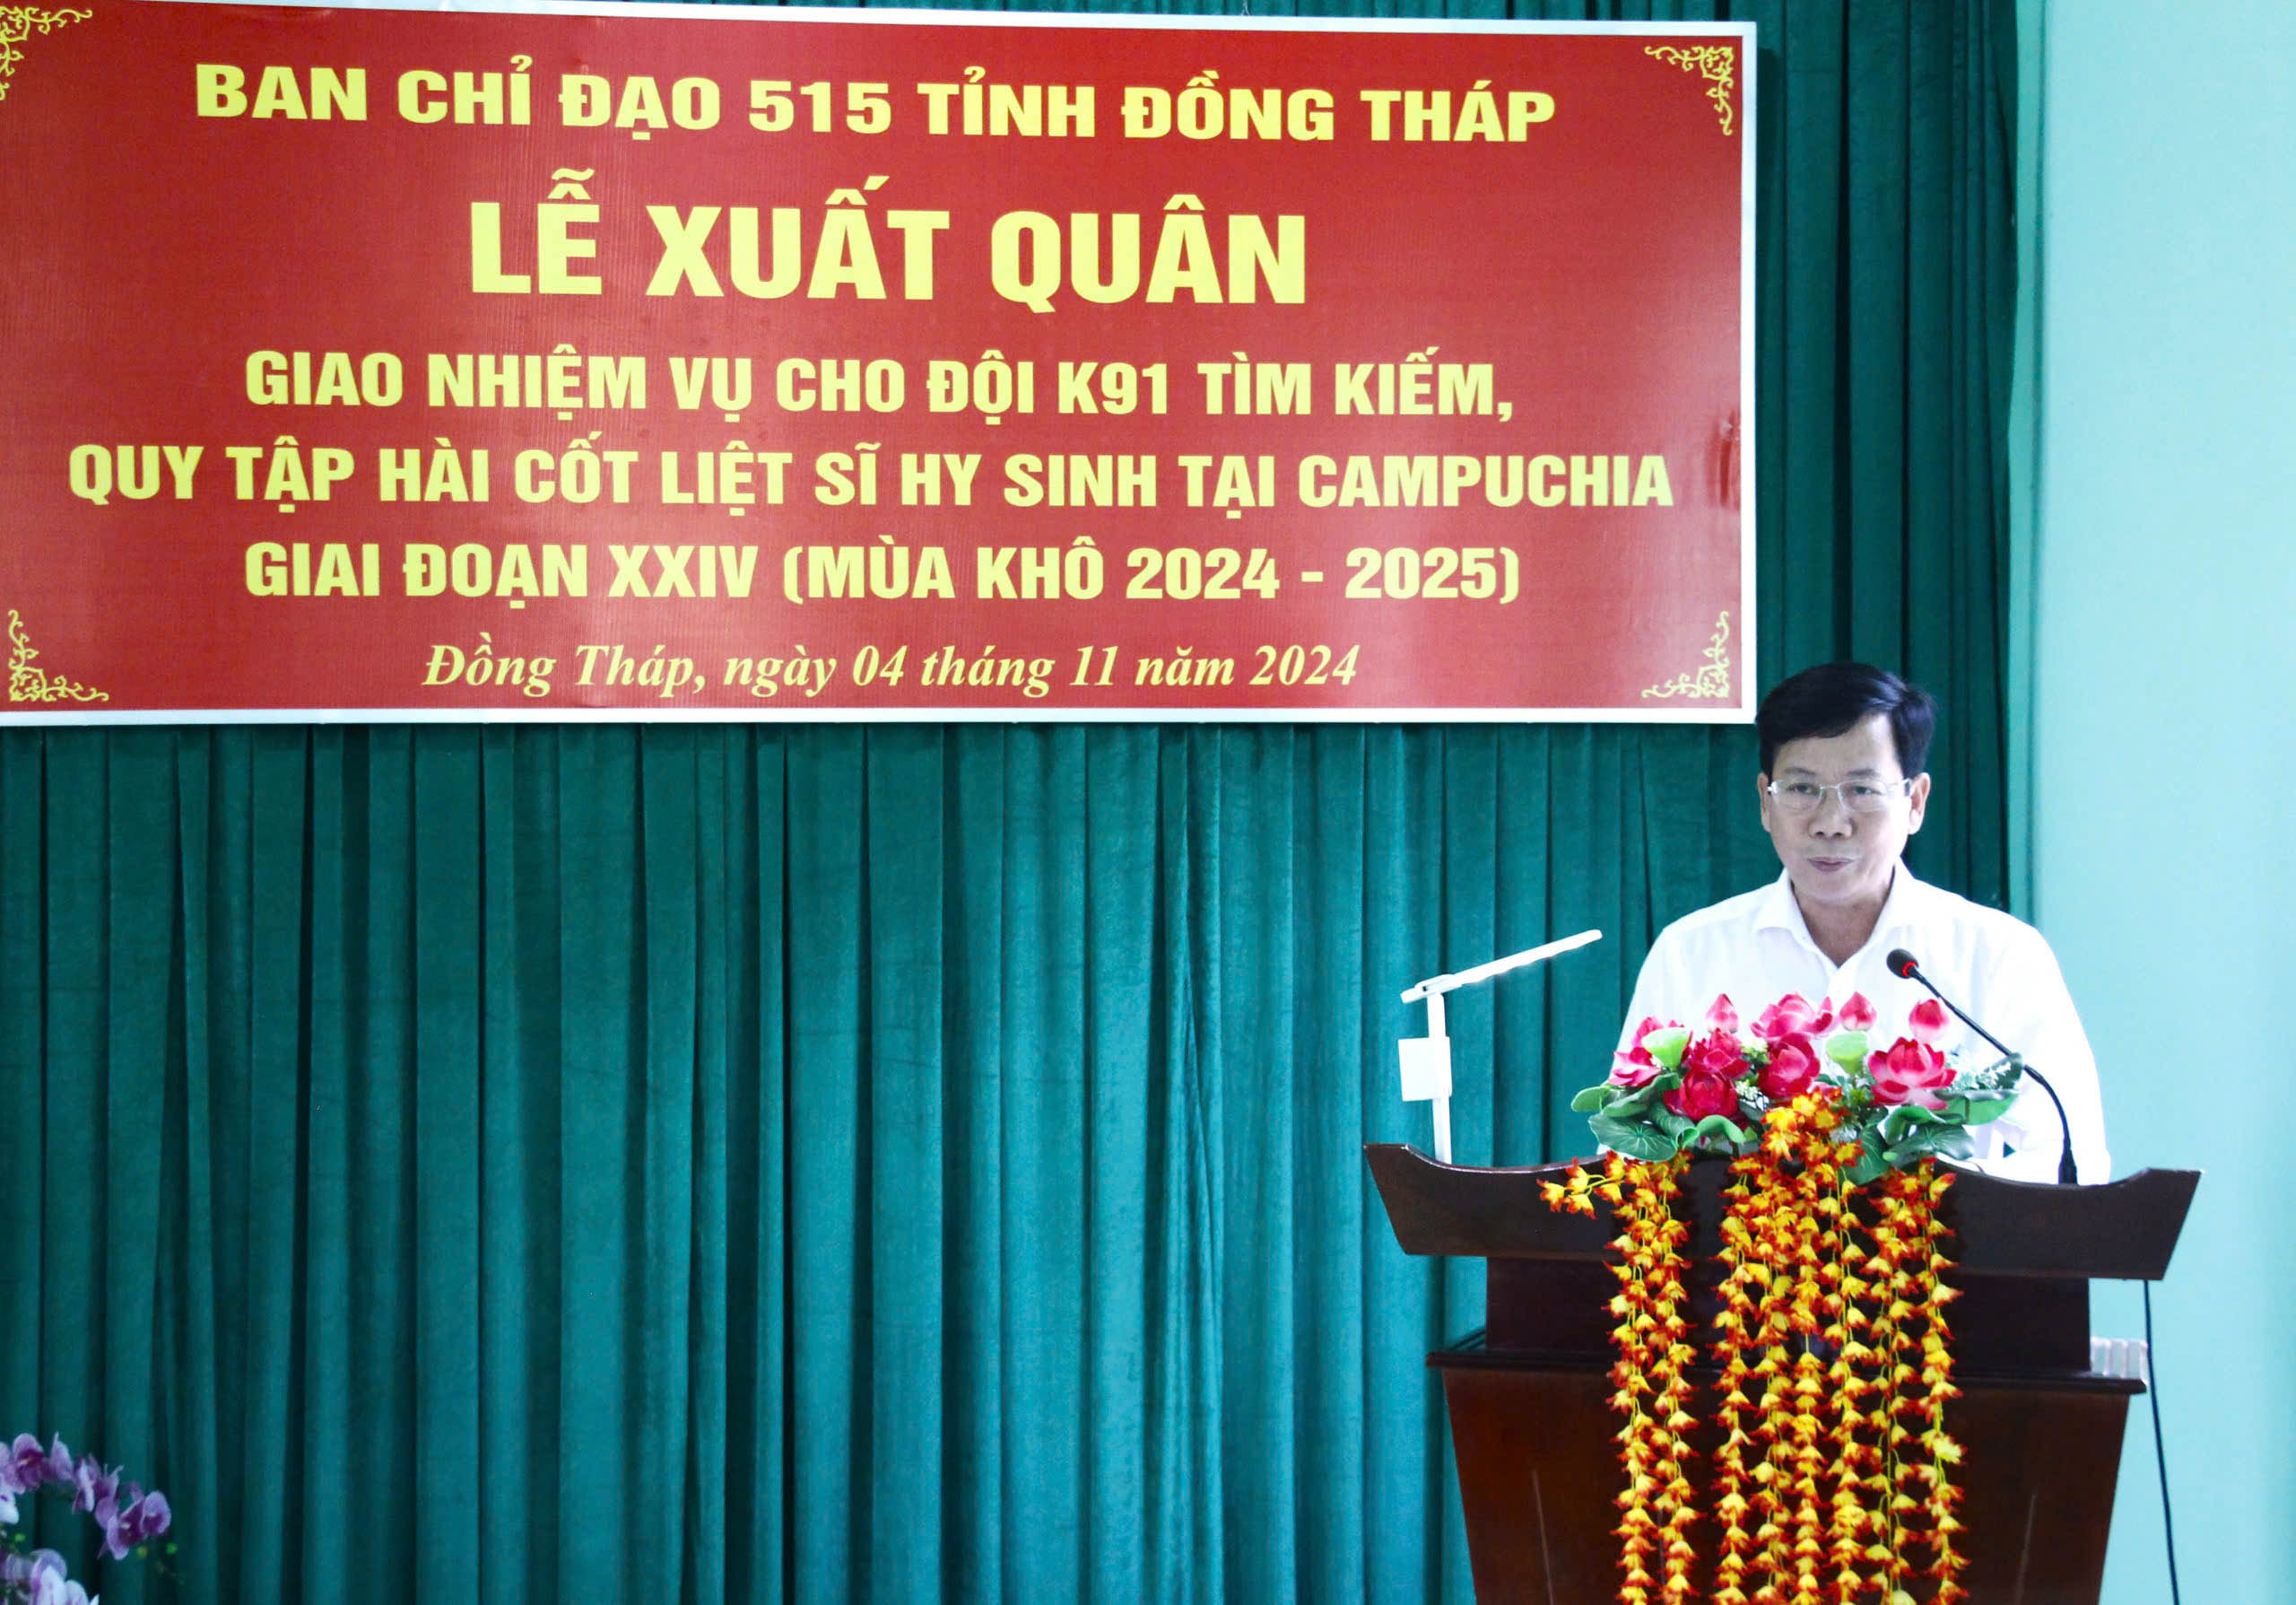 BAN CHỈ ĐẠO 515 TỈNH ĐỒNG THÁP
LỄ XUẤT QUÂN
GIAO NHIỆM VỤ CHO ĐỘI K91 TÌM KIẾM,
QUY TẬP HÀI CỐT LIỆT SĨ HY SINH TẠI CAMPUCHIA
GIAI ĐOẠN XXIV (MÙA KHÔ 2024 - 2025)
Đồng Tháp, ngày 04 tháng 11 năm 2024